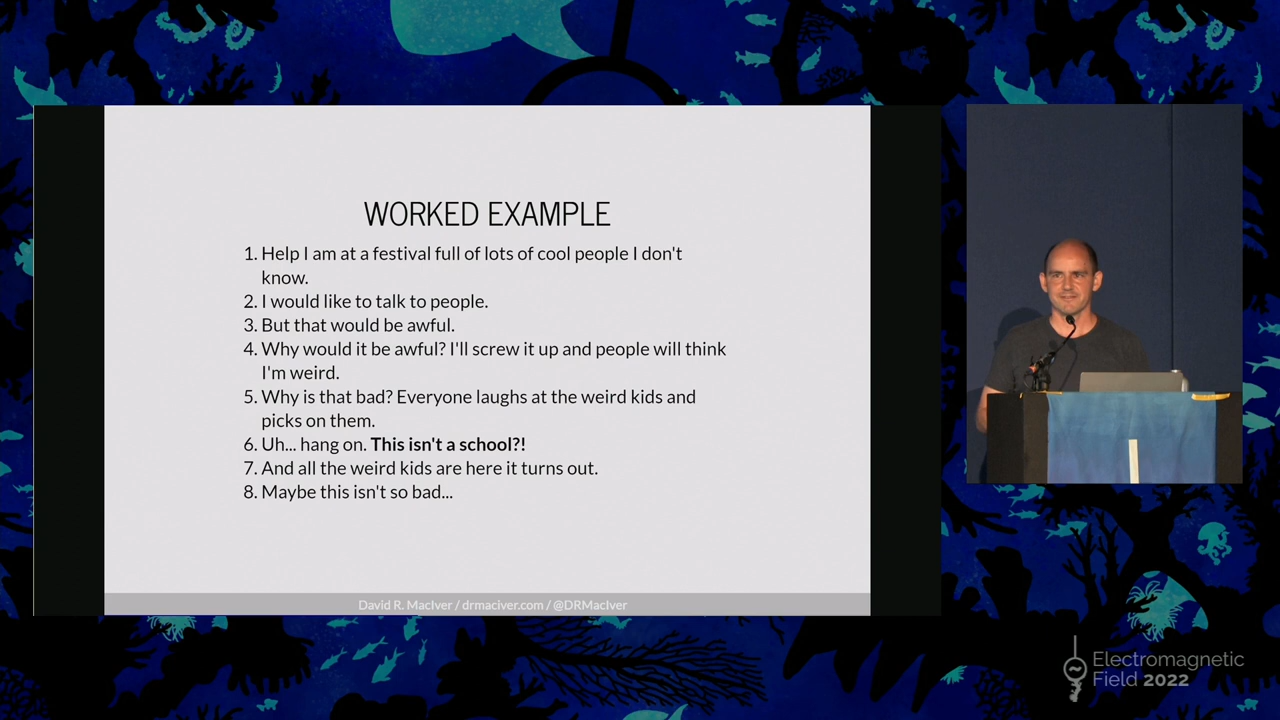 WORKED EXAMPLE
1. Help I am at a festival full of lots of cool people I don't
know.
2. I would like to talk to people.
3. But that would be awful.
4. Why would it be awful? I'll screw it up and people will think
I'm weird.
5. Why is that bad? Everyone laughs at the weird kids and
picks on them.
6. Uh... hang on. This isn't a school?!
7. And all the weird kids are here it turns out.
8. Maybe this isn't so bad...
David R. MacIver / drmaciver.com / @DRMacIver
Electromagnetic
Field 2022